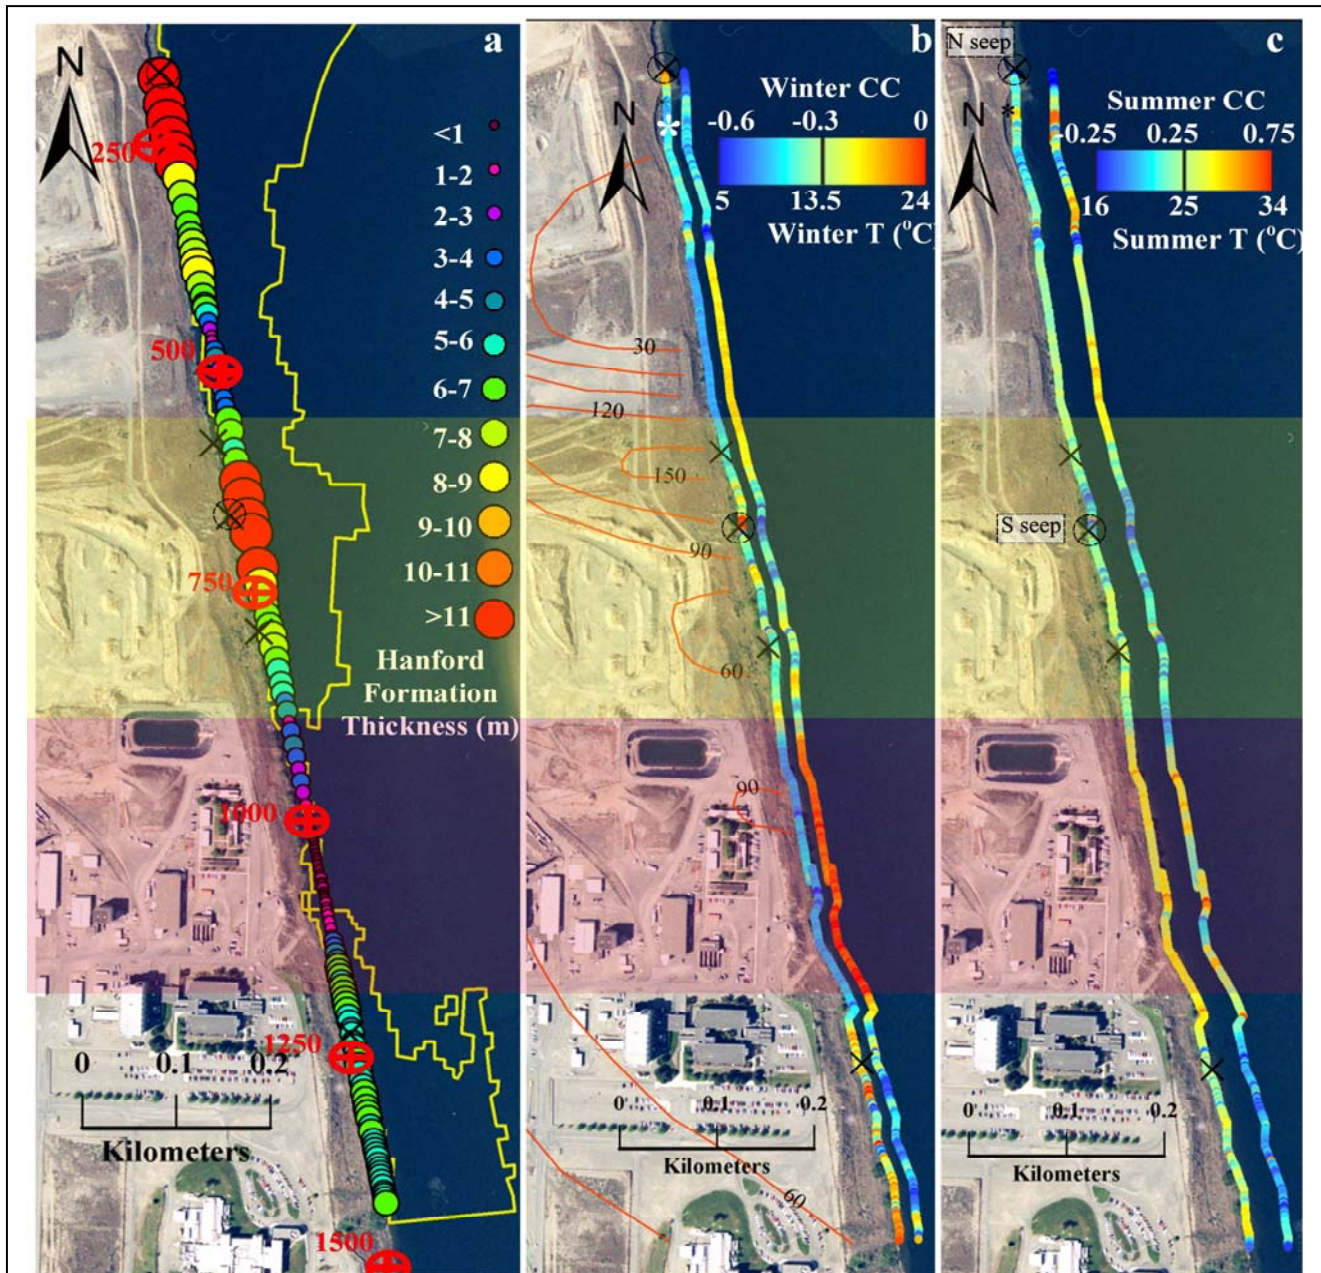 a
N
250
500
750
1000
1250
1500
<1
1-2
2-3
3-4
4-5
5-6
6-7
7-8
8-9
9-10
10-11
>11
Hanford
Formation
Thickness (m)
0 0.1 0.2
Kilometers
b
N
Winter CC
-0.6 -0.3 0
5 13.5 24
Winter T (°C)
30
120
150
90
60
90
60
0 0.1 0.2
Kilometers
c
N seep
N
Summer CC
-0.25 0.25 0.75
16 25 34
Summer T (°C)
S seep
0 0.1 0.2
Kilometers